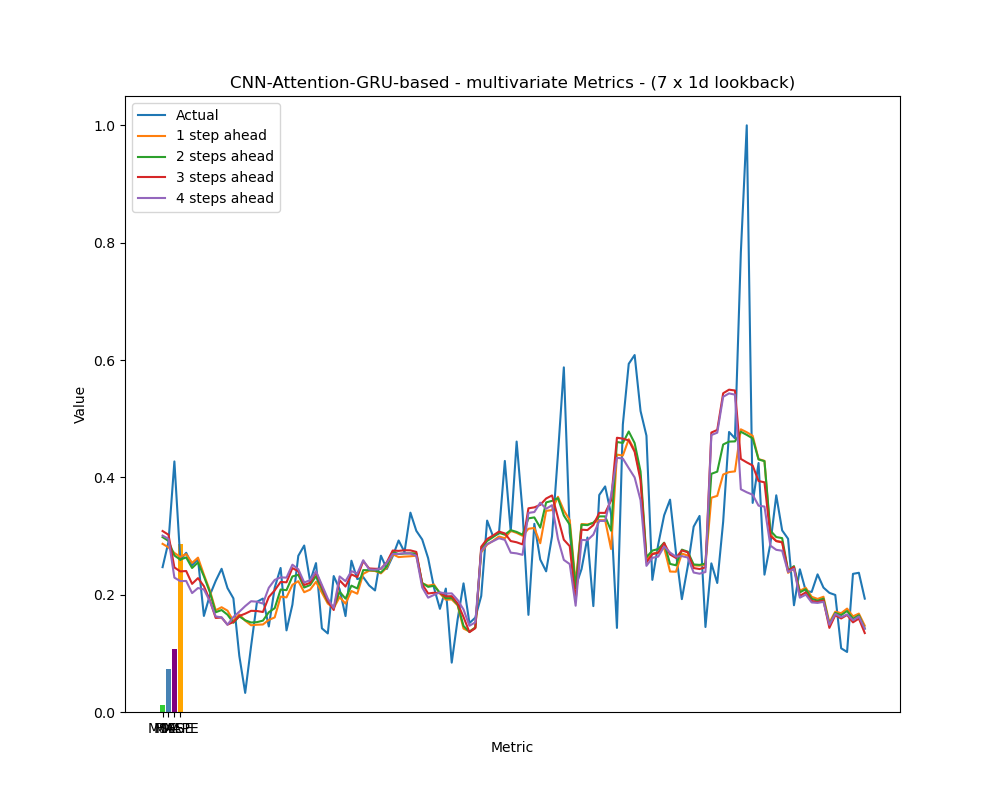 CNN-Attention-GRU-based - multivariate Metrics - (7 x 1d lookback)
Actual
1 step ahead
2 steps ahead
3 steps ahead
4 steps ahead
1.0
0.8
0.6
0.4
0.2
0.0
Value
Metric